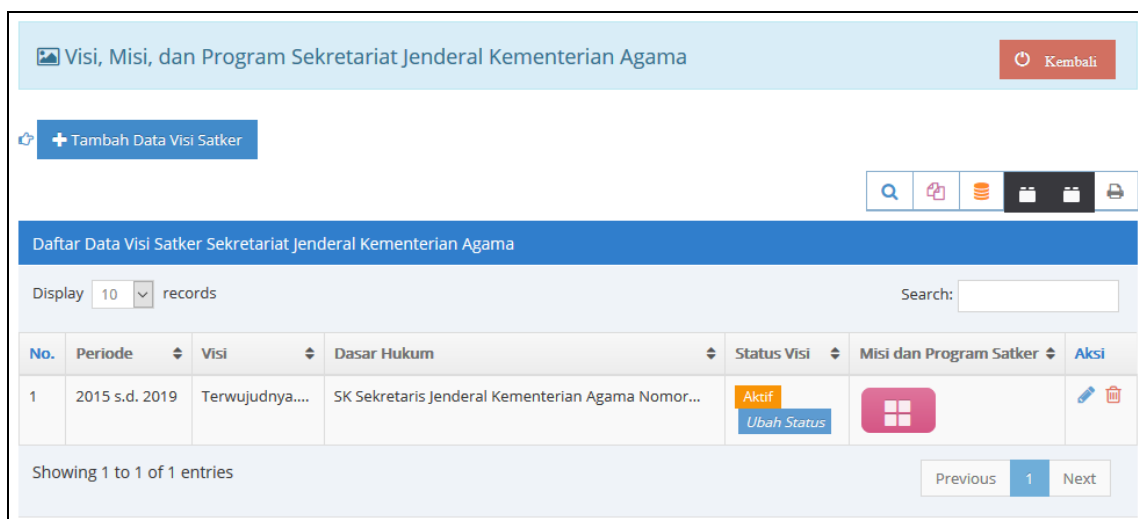 Visi, Misi, dan Program Sekretariat Jenderal Kementerian Agama
Kembali
Tambah Data Visi Satker
Daftar Data Visi Satker Sekretariat Jenderal Kementerian Agama
Display 10 records
Search:
No. Periode Visi Dasar Hukum Status Visi Misi dan Program Satker Aksi
1 2015 s.d. 2019 Terwujudnya.... SK Sekretaris Jenderal Kementerian Agama Nomor... Aktif
Ubah Status
Showing 1 to 1 of 1 entries
Previous 1 Next